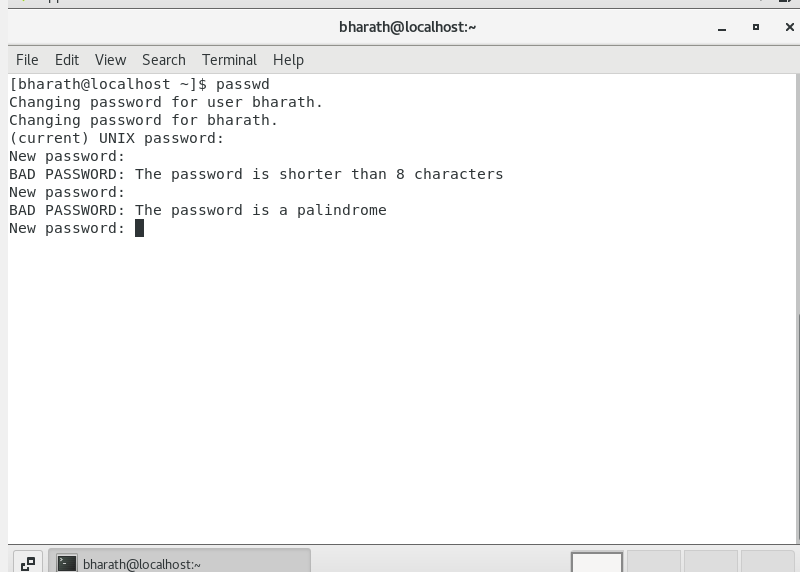 bharath@localhost:~
File Edit View Search Terminal Help
[bharath@localhost ~]$ passwd
Changing password for user bharath.
Changing password for bharath.
(current) UNIX password:
New password:
BAD PASSWORD: The password is shorter than 8 characters
New password:
BAD PASSWORD: The password is a palindrome
New password:
bharath@localhost:~